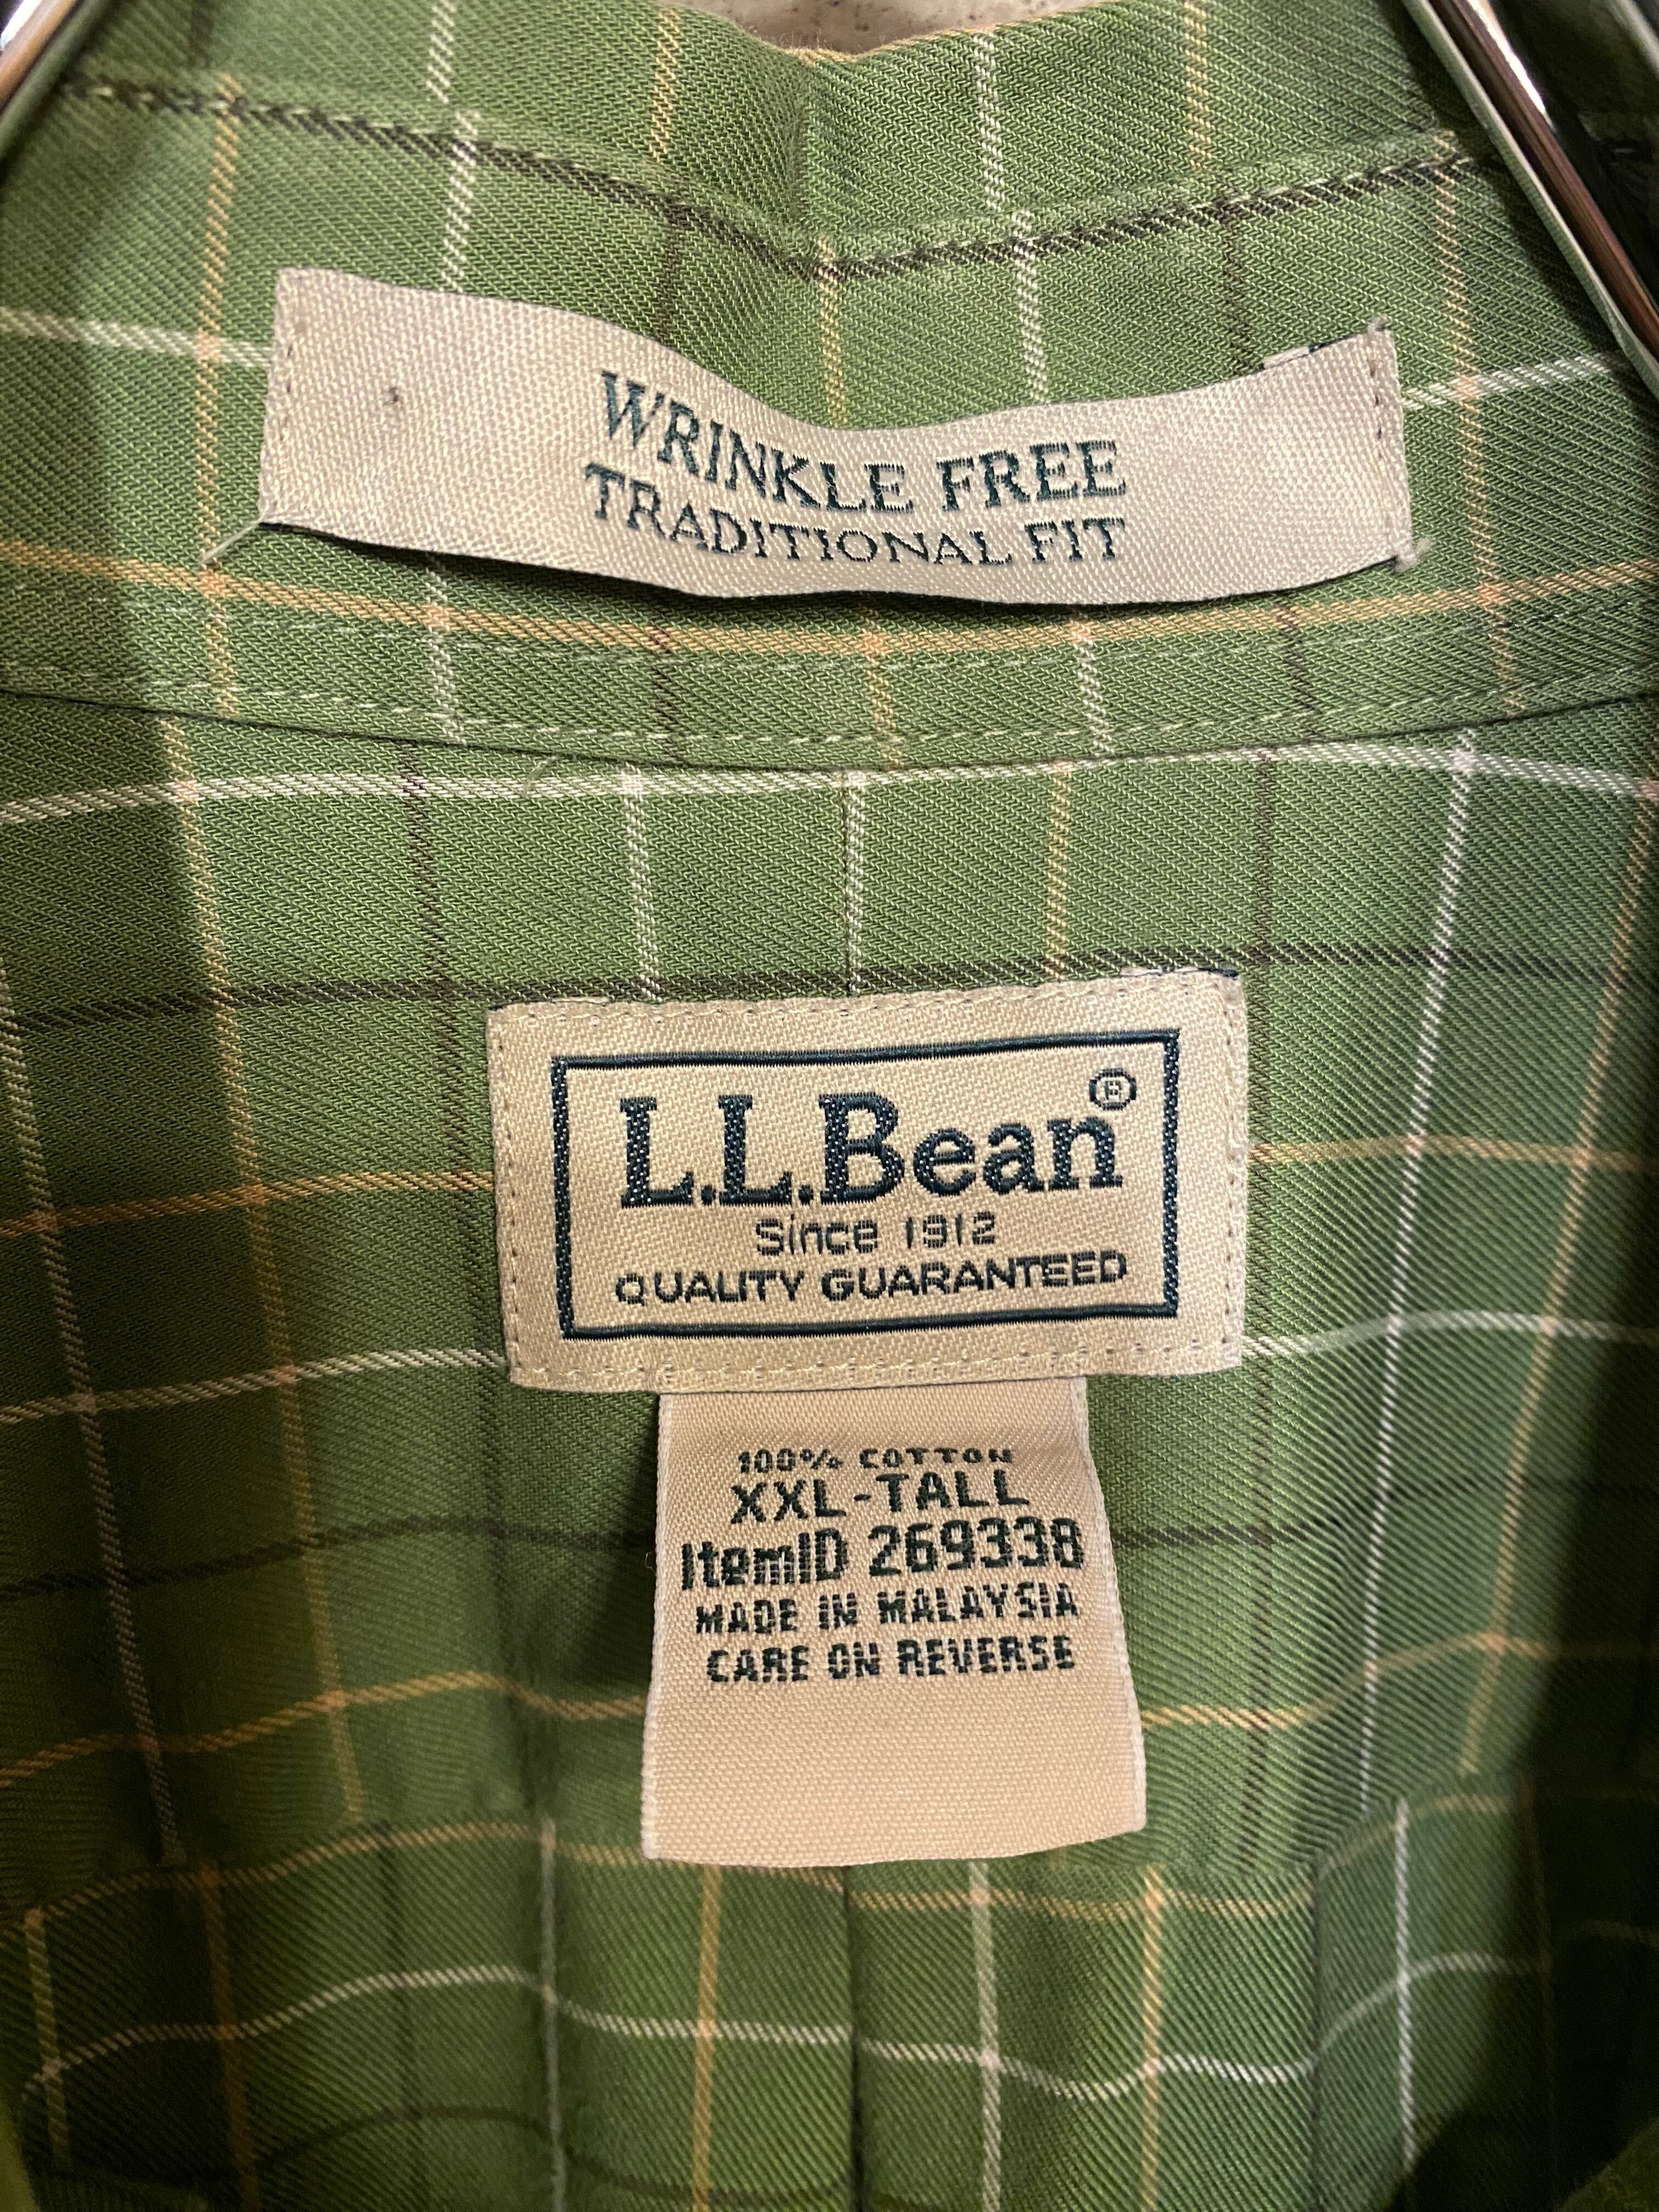 WRINKLE FREE
TRADITIONAL FIT
L.L.Bean®
Since 1912
QUALITY GUARANTEED
100% COTTON
XXL-TALL
ItemID 269338
MADE IN MALAYSIA
CARE ON REVERSE